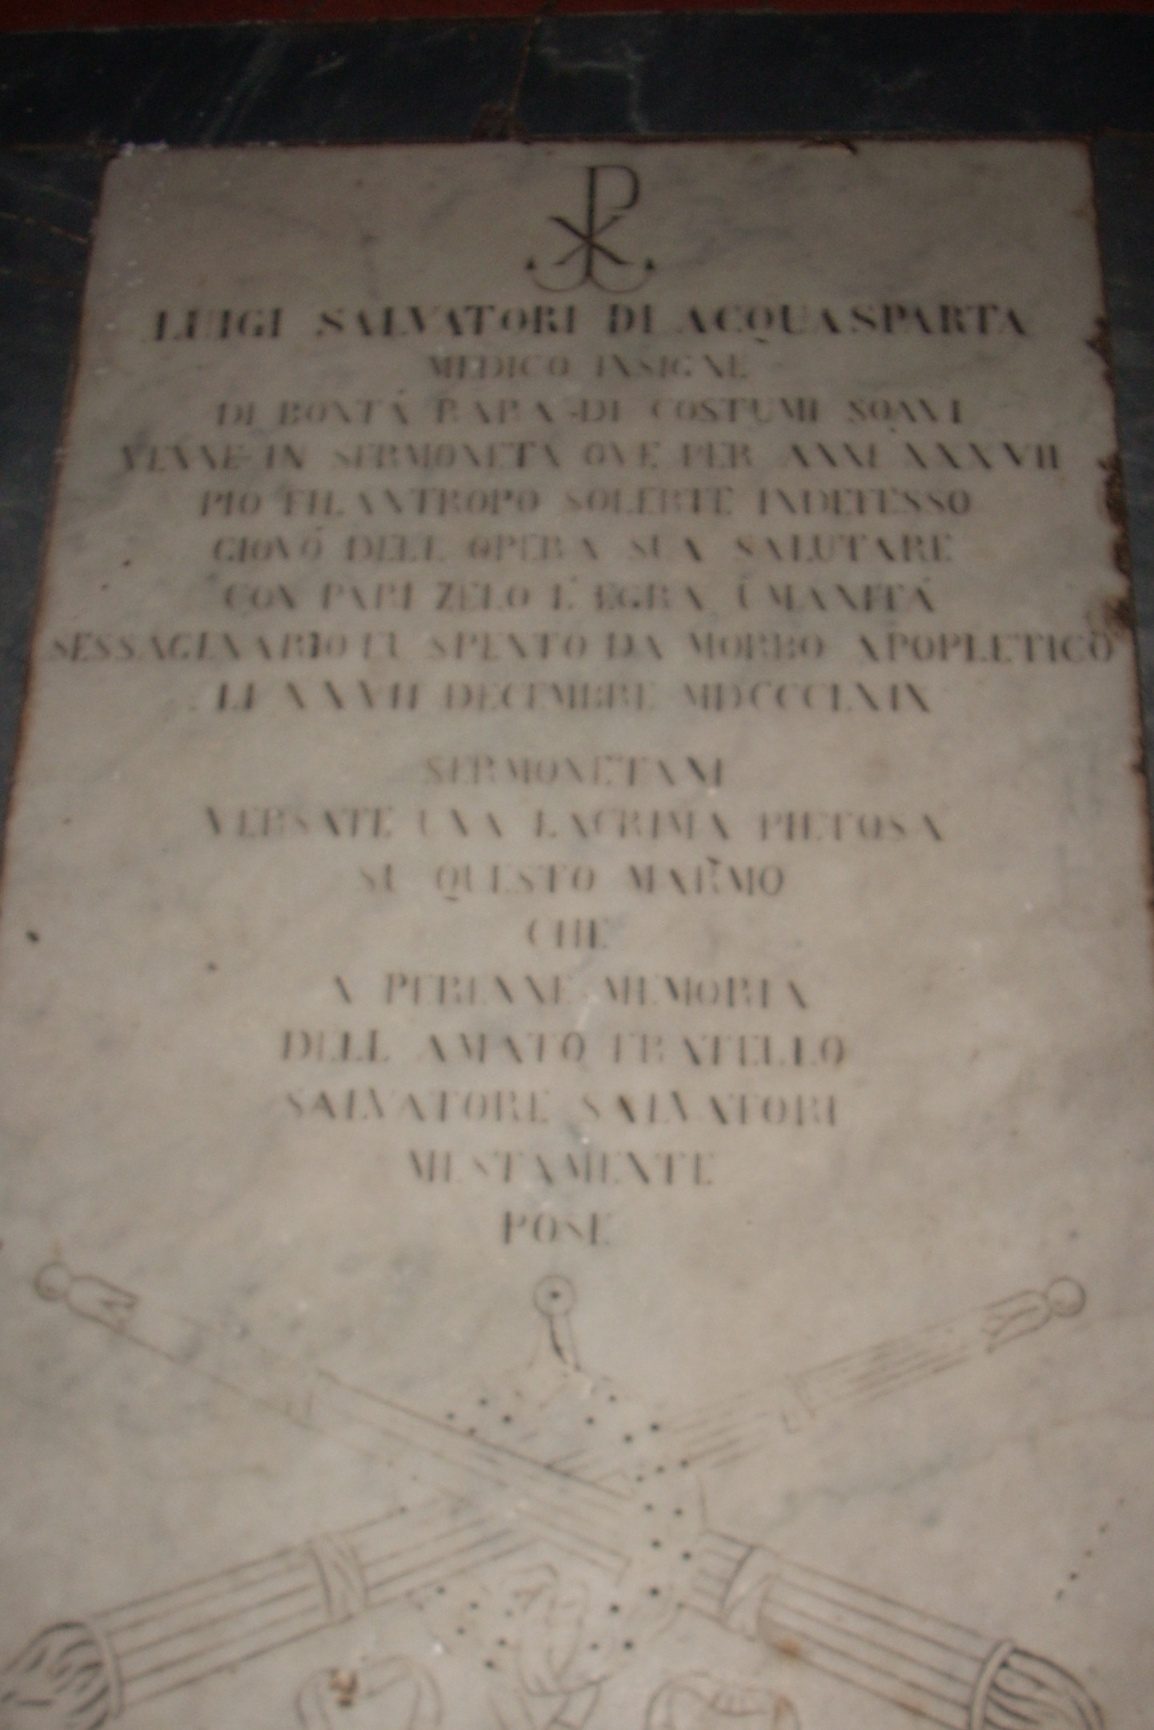 LUIGI SALVATORI DI ACQUASPARTA
MEDICO INSIGNE
DI BONTÁ RARA-DI COSTUMI SOAVI
VENNE IN SERMONETA OVE PER ANNI XXXVII
PIO FILANTROPO SOLERTE INDEFESSO
GIOVÓ DELL OPERA SUA SALUTARE
CON PARI ZELO L'EGRA UMANITÁ
SESSAGENARIO FU SPENTO DA MORBO APOPLETICO
LI XXVII DECEMBRE MDCCCLXIX
SERMONETANI
VERSATE UNA LACRIMA PIETOSA
SU QUESTO MARMO
CHE
A PERENNE MEMORIA
DELL AMATO FRATELLO
SALVATORE SALVATORI
MESTAMENTE
POSE